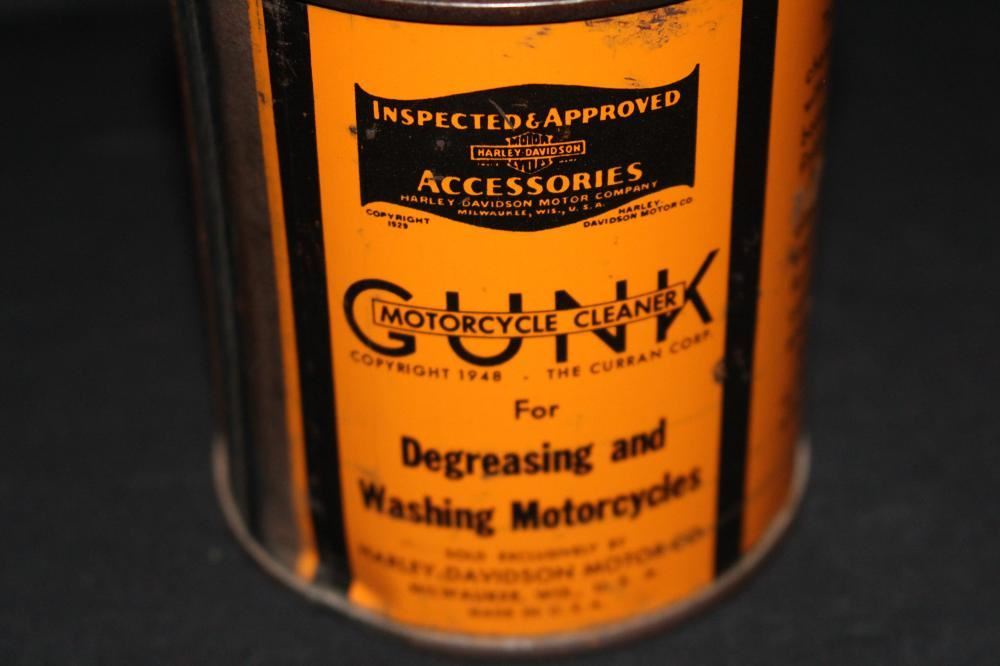 INSPECTED & APPROVED
MOTOR
HARLEY-DAVIDSON
CYCLES
ACCESSORIES
HARLEY-DAVIDSON MOTOR COMPANY
MILWAUKEE, WIS., U. S. A.
COPYRIGHT
1929
HARLEY-
DAVIDSON MOTOR CO
GUNK
MOTORCYCLE CLEANER
COPYRIGHT 1948 - THE CURRAN CORP.
For
Degreasing and
Washing Motorcycles
SOLD EXCLUSIVELY BY
HARLEY-DAVIDSON MOTOR CO.
MILWAUKEE, WIS., U. S. A.
MADE IN U. S. A.